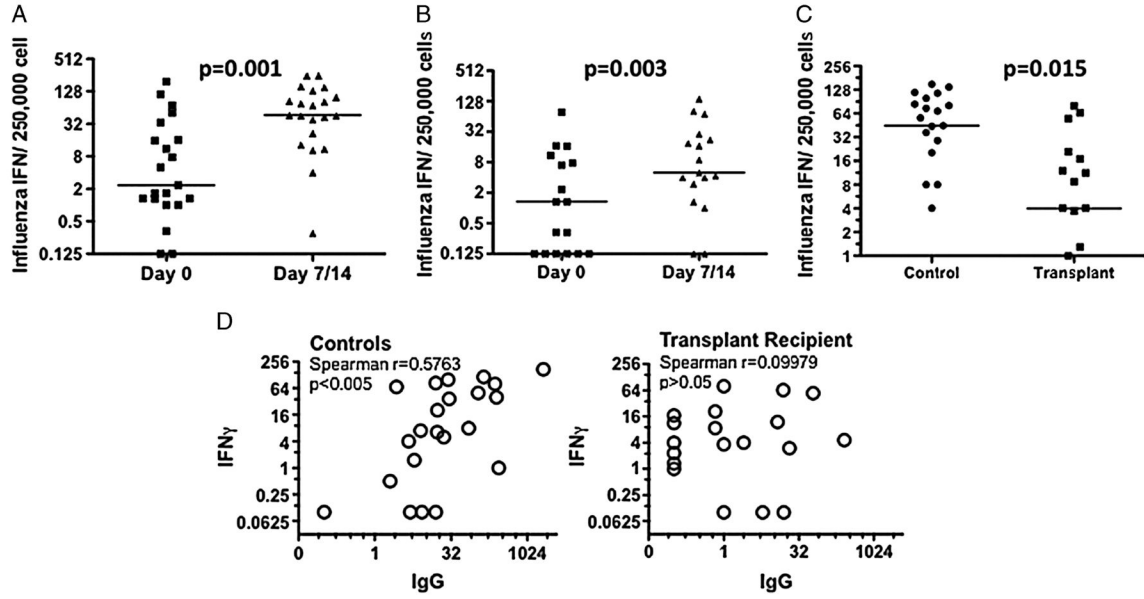 A
Influenza IFN/ 250,000 cell
p=0.001
512
128
32
8
2
0.5
0.125
Day 0
Day 7/14
B
Influenza IFN/ 250,000 cells
p=0.003
512
128
32
8
2
0.5
0.125
Day 0
Day 7/14
C
Influenza IFN/ 250,000 cells
p=0.015
256
128
64
32
16
8
4
2
1
Control
Transplant
D
Controls
Spearman r=0.5763
p<0.005
IFNγ
256
64
16
4
1
0.25
0.0625
0
1
32
1024
IgG
Transplant Recipient
Spearman r=0.09979
p>0.05
IFNγ
256
64
16
4
1
0.25
0.0625
0
1
32
1024
IgG